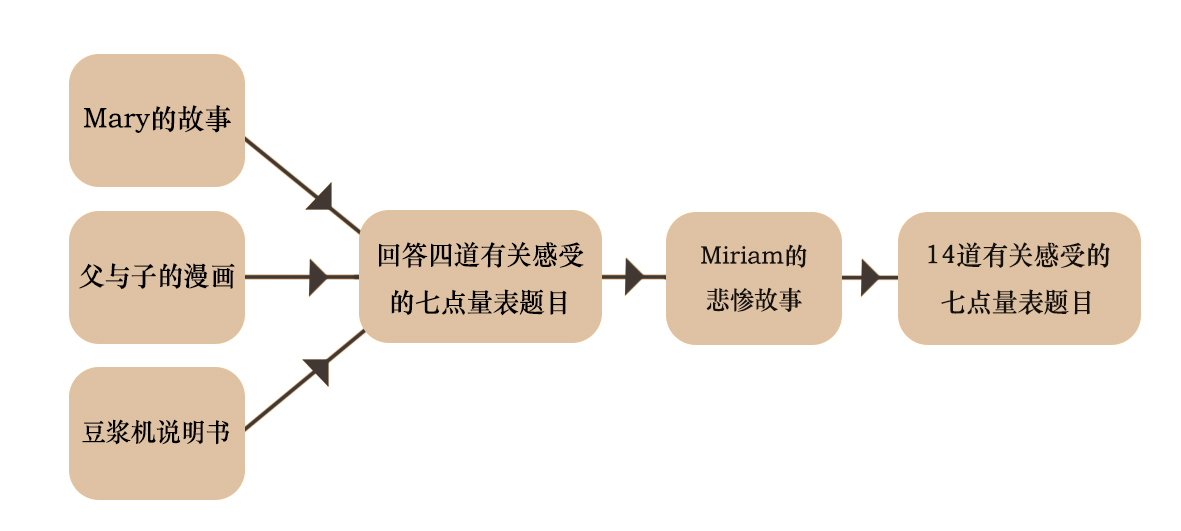 Mary的故事
父与子的漫画
豆浆机说明书
回答四道有关感受
的七点量表题目
Miriam的
悲惨故事
14道有关感受的
七点量表题目